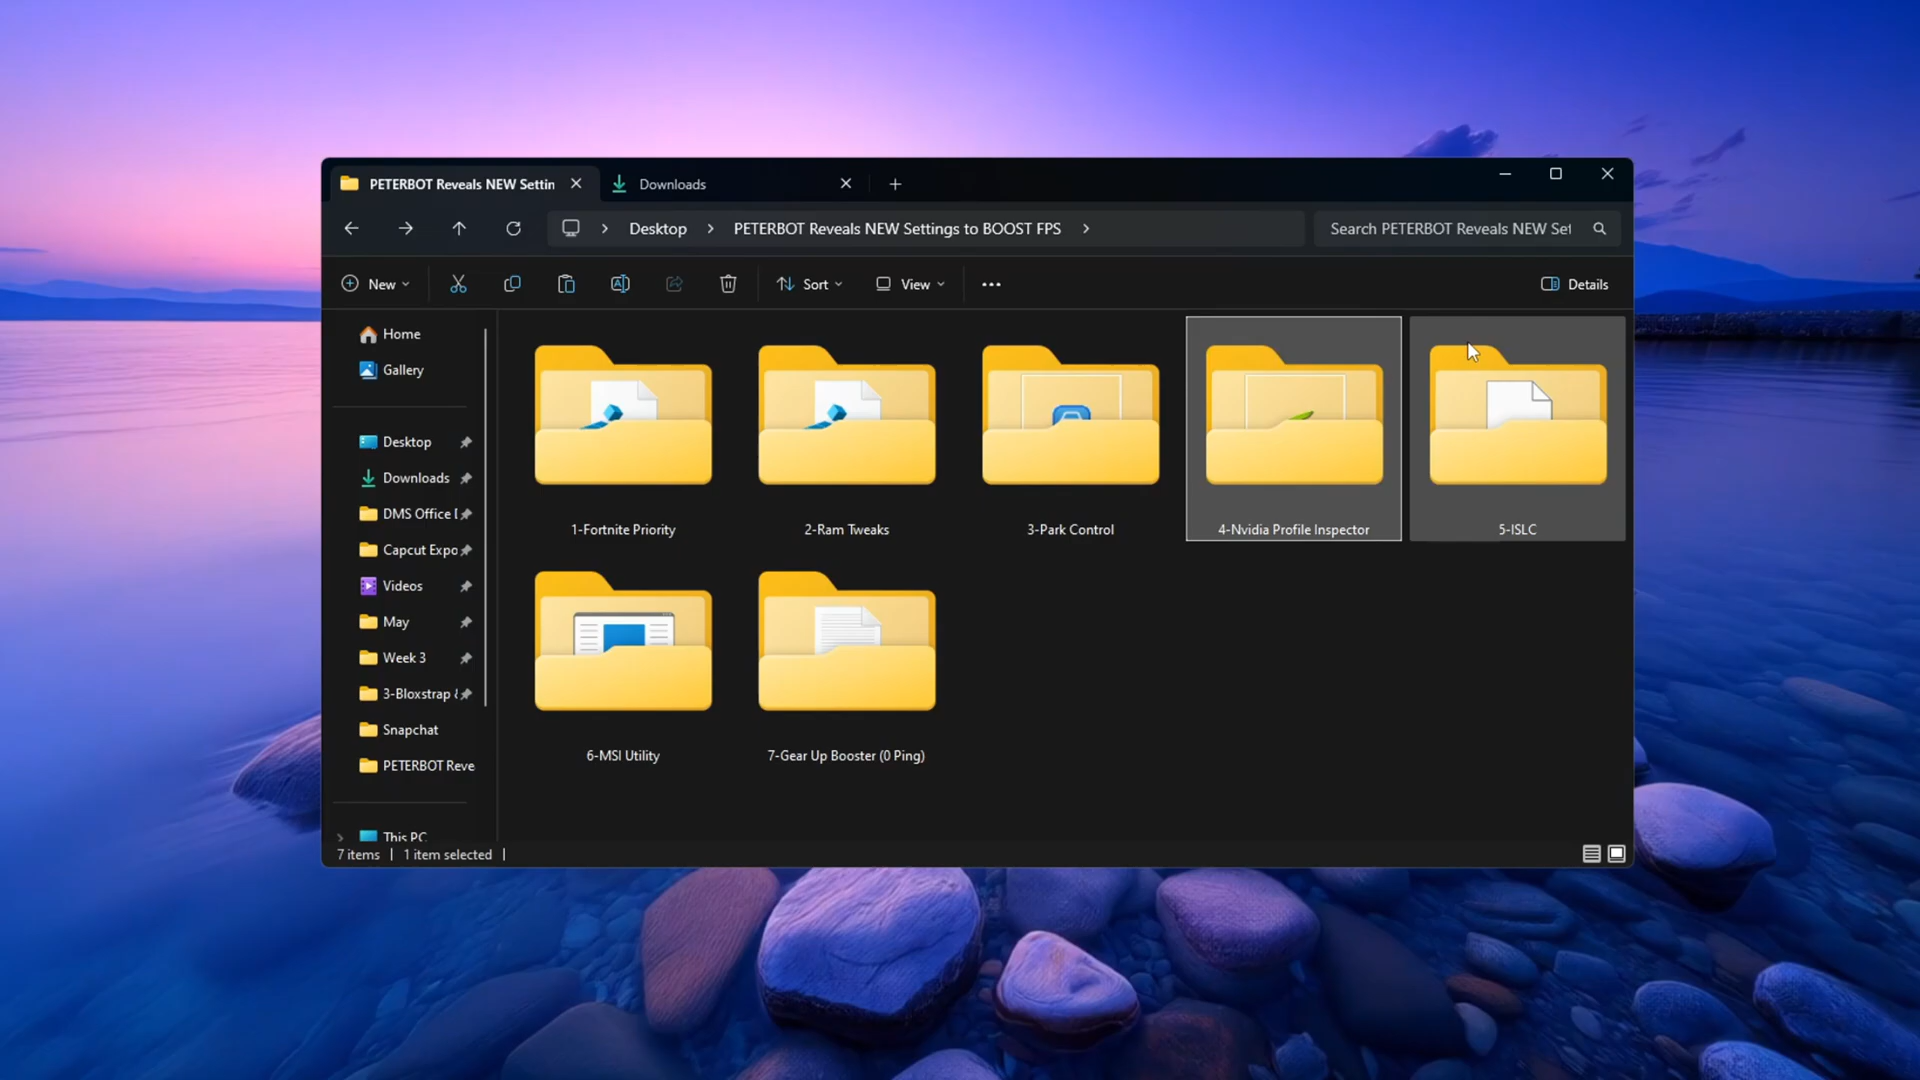 PETERBOT Reveals NEW Settin
Downloads
Desktop
PETERBOT Reveals NEW Settings to BOOST FPS
Search PETERBOT Reveals NEW Set
New
Sort
View
Details
Home
Gallery
Desktop
Downloads
DMS Office D
Capcut Expo
Videos
May
Week 3
3-Bloxstrap &
Snapchat
PETERBOT Reve
This PC
1-Fortnite Priority
2-Ram Tweaks
3-Park Control
4-Nvidia Profile Inspector
5-ISLC
6-MSI Utility
7-Gear Up Booster (0 Ping)
7 items
1 item selected